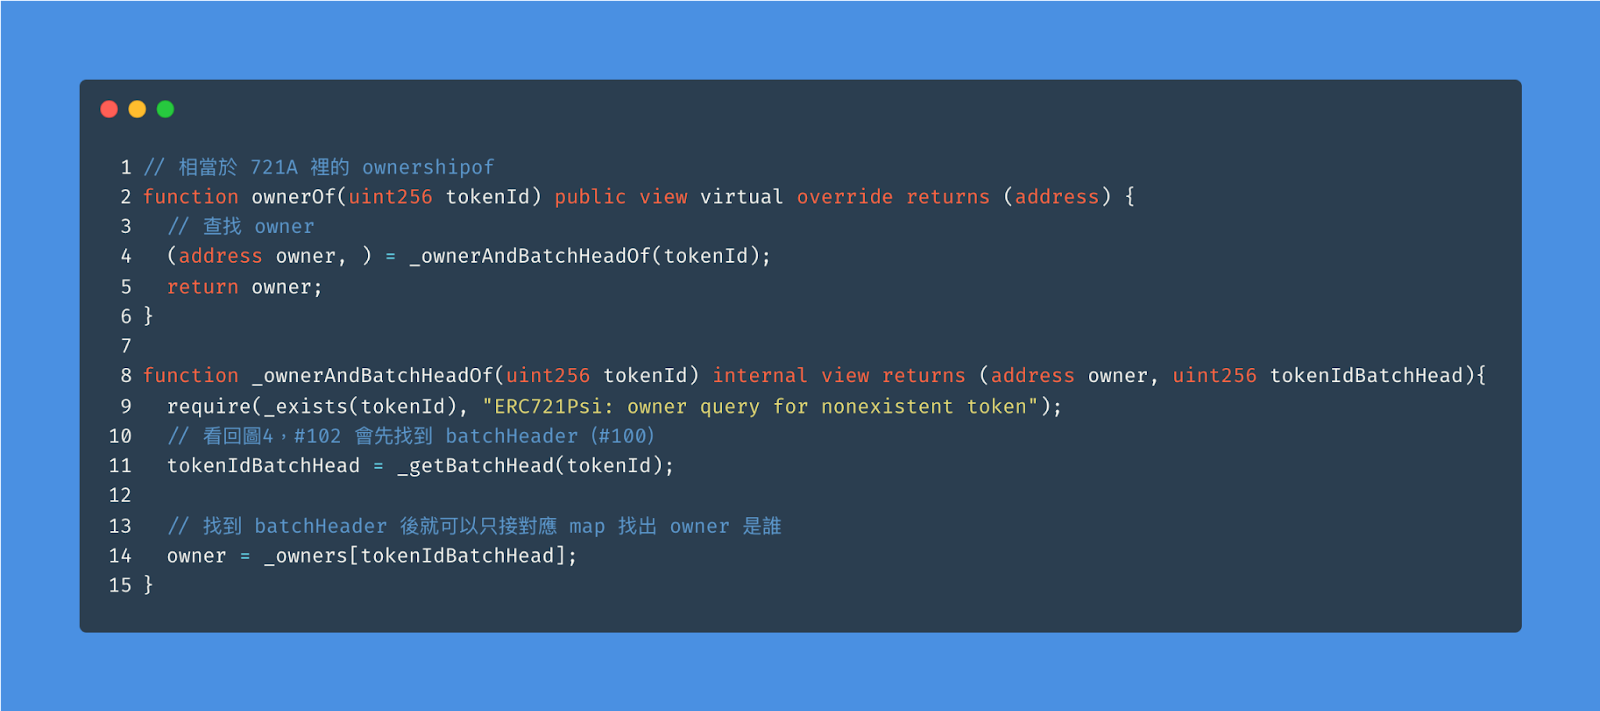 1 // 相當於 721A 裡的 ownershipof
2 function ownerOf(uint256 tokenId) public view virtual override returns (address) {
3 // 查找 owner
4 (address owner, ) = _ownerAndBatchHeadOf(tokenId);
5 return owner;
6 }
7
8 function _ownerAndBatchHeadOf(uint256 tokenId) internal view returns (address owner, uint256 tokenIdBatchHead){
9 require(_exists(tokenId), "ERC721Psi: owner query for nonexistent token");
10 // 看回圖4，#102 會先找到 batchHeader (#100)
11 tokenIdBatchHead = _getBatchHead(tokenId);
12
13 // 找到 batchHeader 後就可以只接對應 map 找出 owner 是誰
14 owner = _owners[tokenIdBatchHead];
15 }